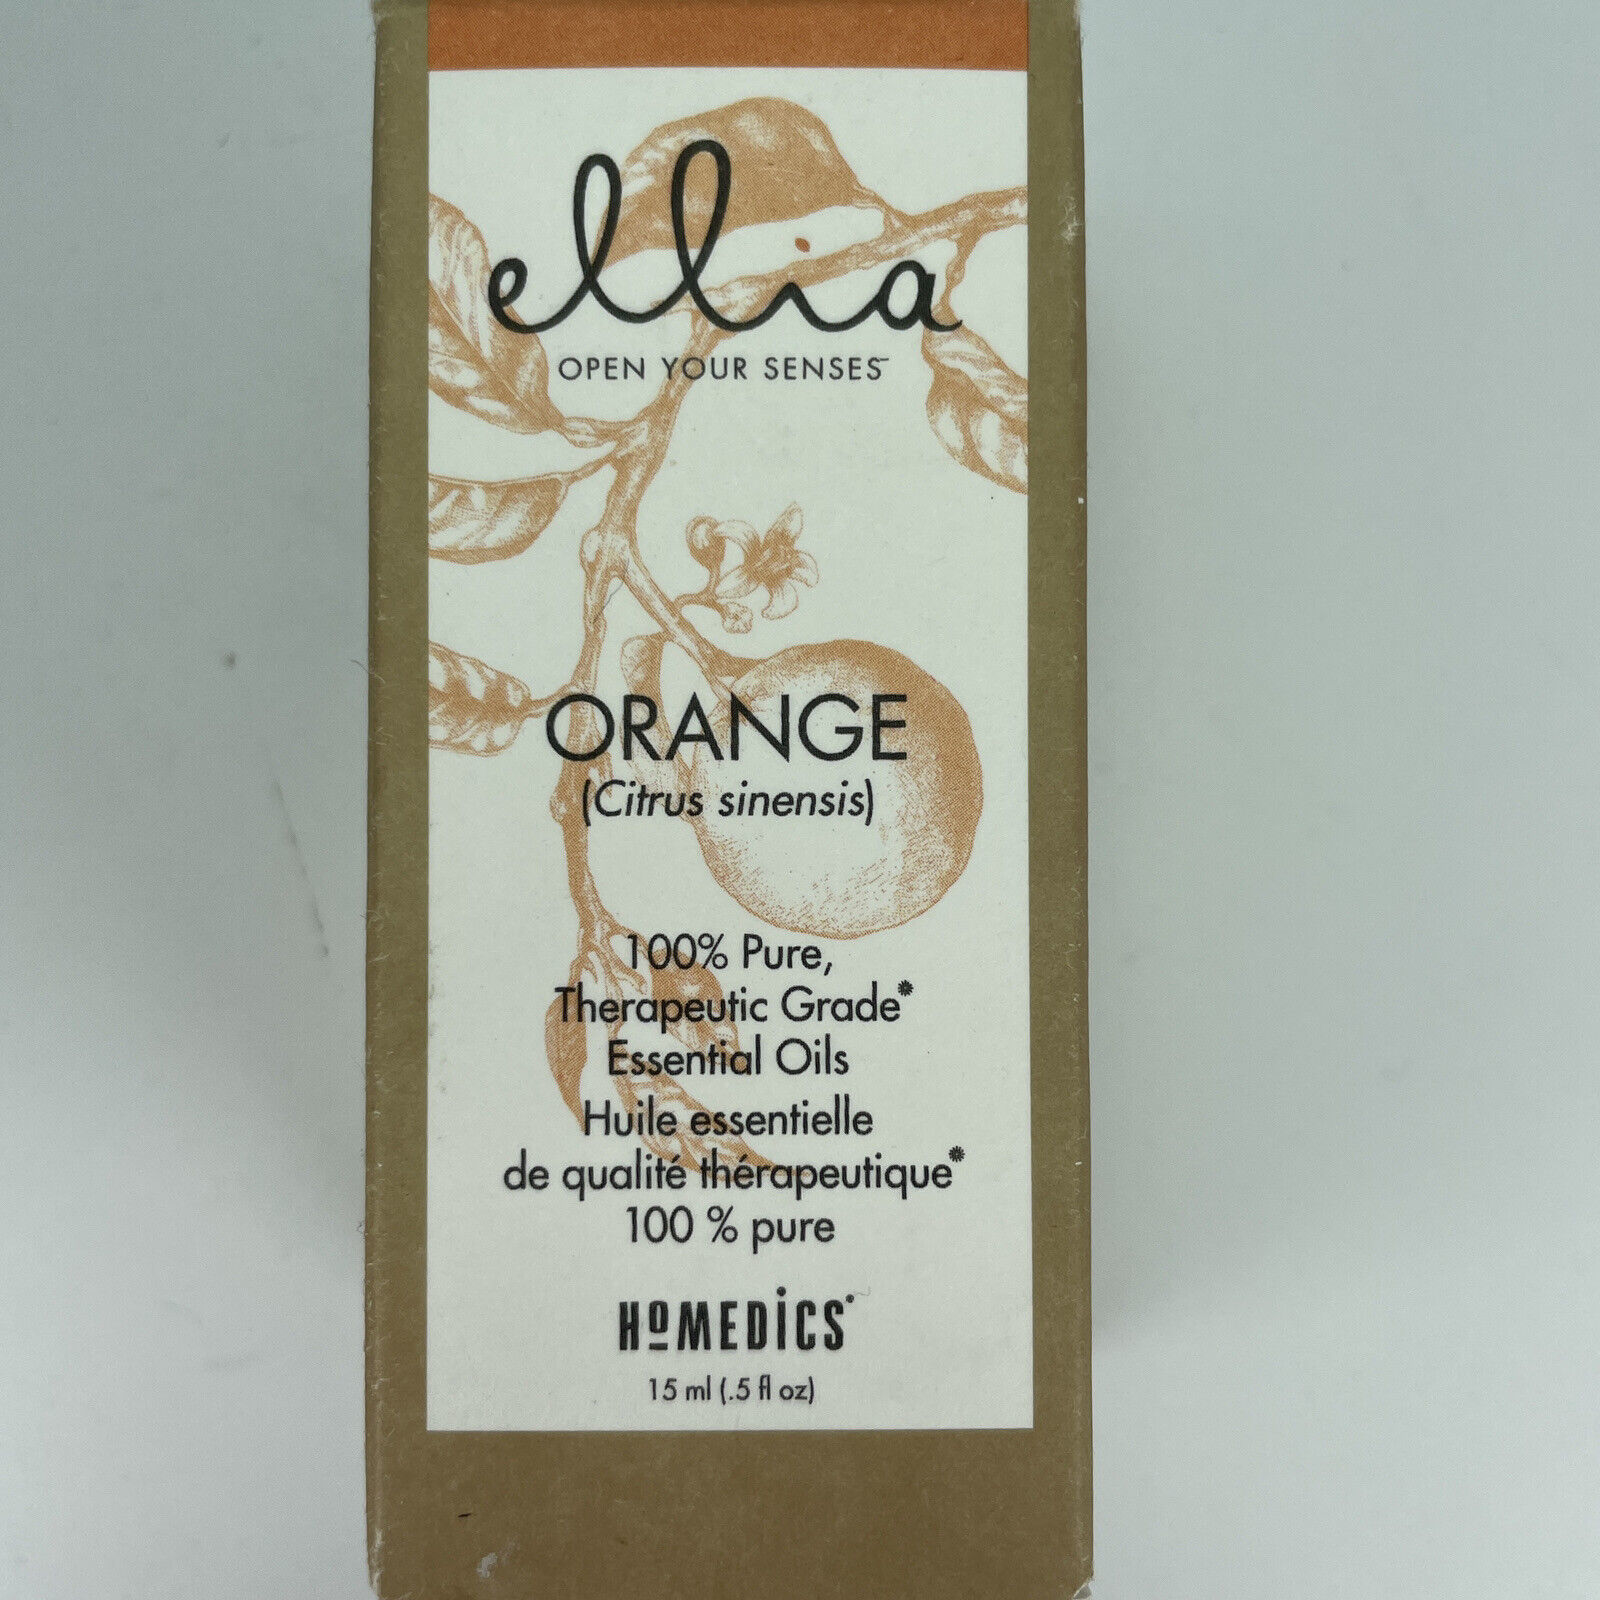 ellia
OPEN YOUR SENSES™
ORANGE
(Citrus sinensis)
100% Pure,
Therapeutic Grade*
Essential Oils
Huile essentielle
de qualité thérapeutique*
100 % pure
HoMEDiCS®
15 ml (.5 fl oz)